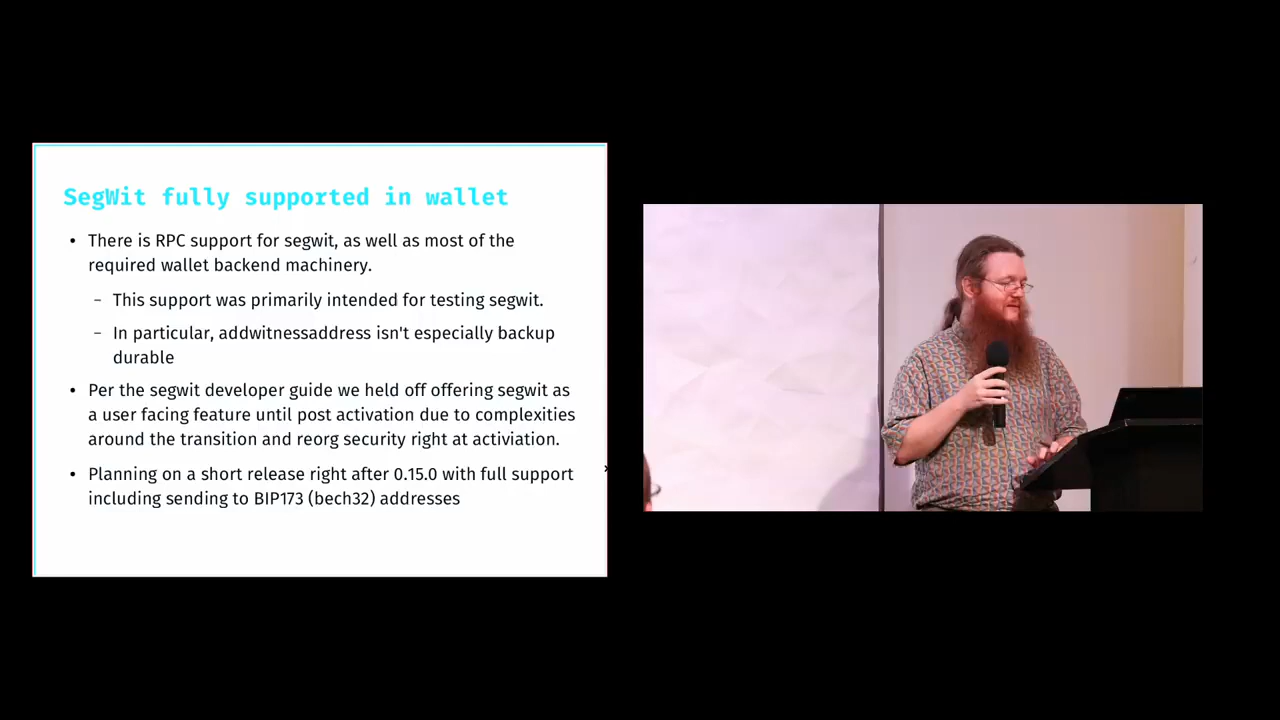 SegWit fully supported in wallet
• There is RPC support for segwit, as well as most of the
required wallet backend machinery.
– This support was primarily intended for testing segwit.
– In particular, addwitnessaddress isn't especially backup
durable
• Per the segwit developer guide we held off offering segwit as
a user facing feature until post activation due to complexities
around the transition and reorg security right at activiation.
• Planning on a short release right after 0.15.0 with full support
including sending to BIP173 (bech32) addresses